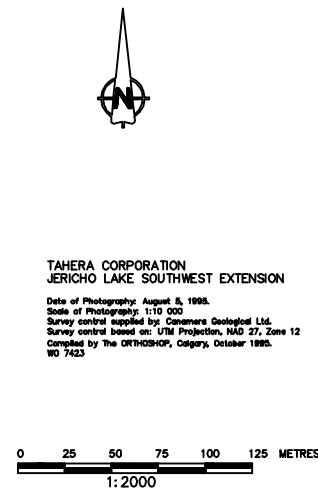 N
TAHERA CORPORATION
JERICHO LAKE SOUTHWEST EXTENSION
Date of Photography: August 5, 1995.
Scale of Photography: 1:10 000
Survey control supplied by: Canamera Geological Ltd.
Survey control based on: UTM Projection, NAD 27, Zone 12
Compiled by The ORTHOSHOP, Calgary, October 1995.
WO 7423
0 25 50 75 100 125 METRES
1:2000